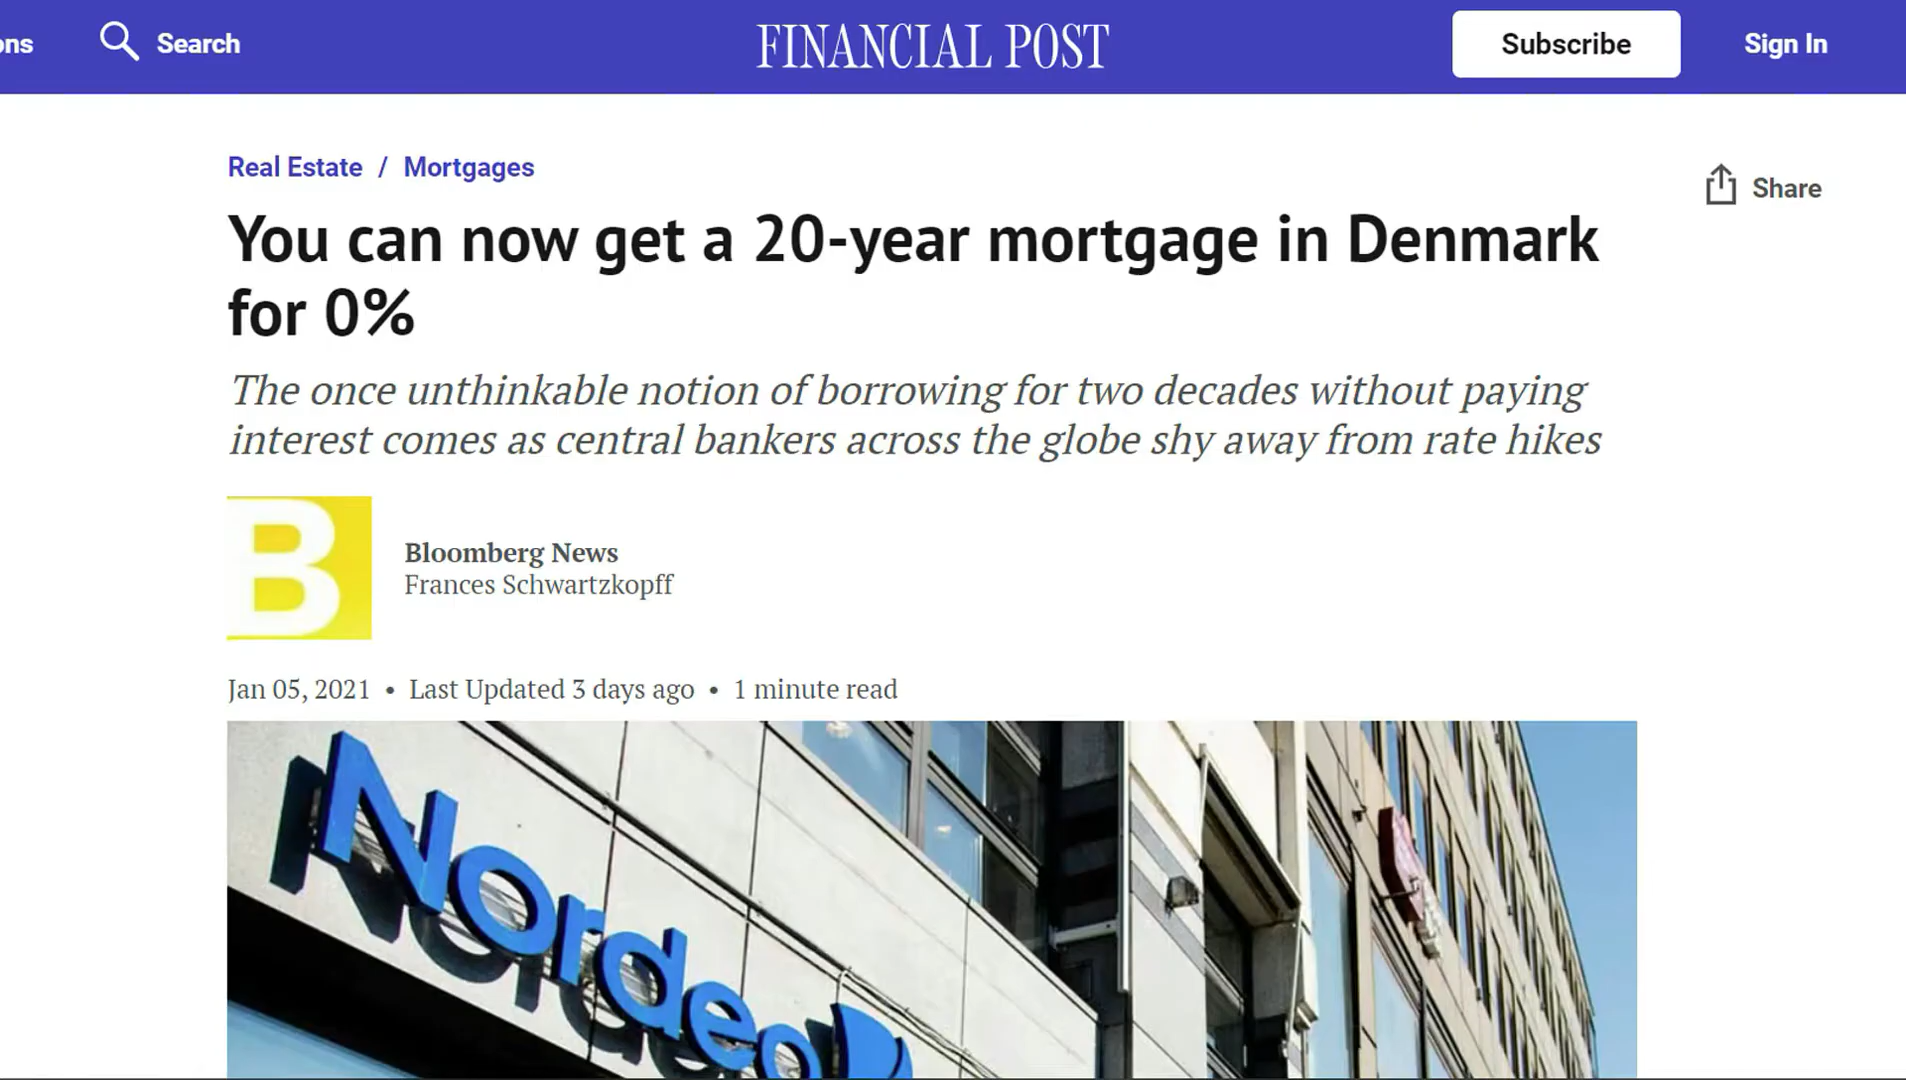 ons
Search
FINANCIAL POST
Subscribe
Sign In
Real Estate / Mortgages
Share
You can now get a 20-year mortgage in Denmark
for 0%
The once unthinkable notion of borrowing for two decades without paying
interest comes as central bankers across the globe shy away from rate hikes
B
Bloomberg News
Frances Schwartzkopff
Jan 05, 2021 • Last Updated 3 days ago • 1 minute read
Nordea